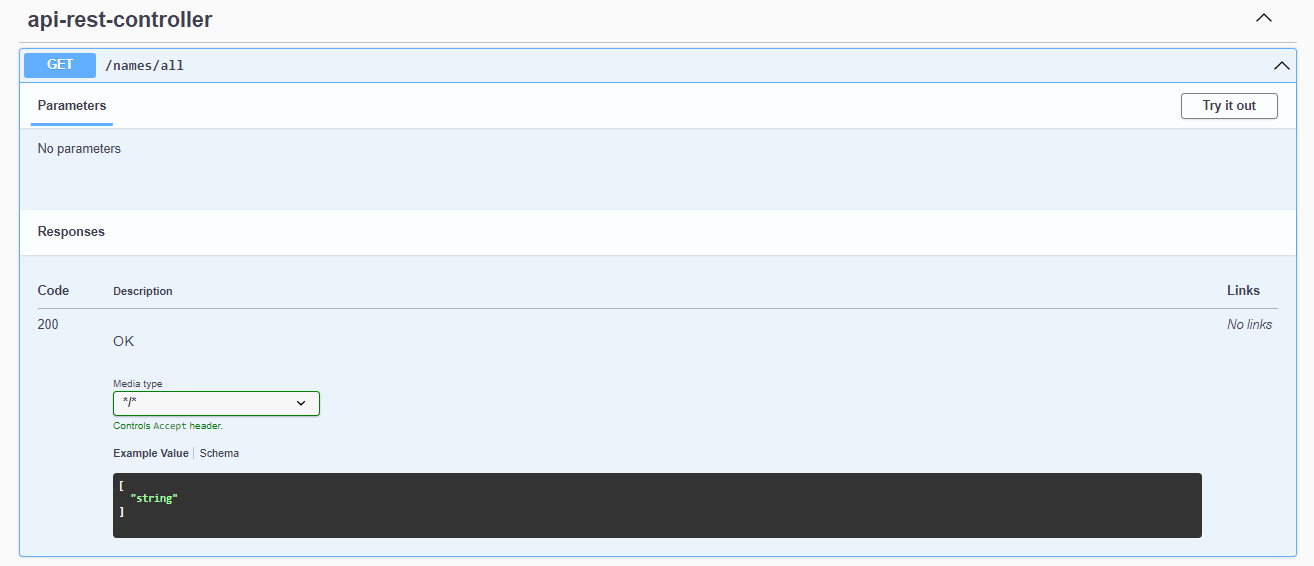 api-rest-controller
GET /names/all
Parameters Try it out
No parameters
Responses
Code Description Links
200 No links
OK
Media type
*/*
Controls Accept header.
Example Value Schema
[
"string"
]